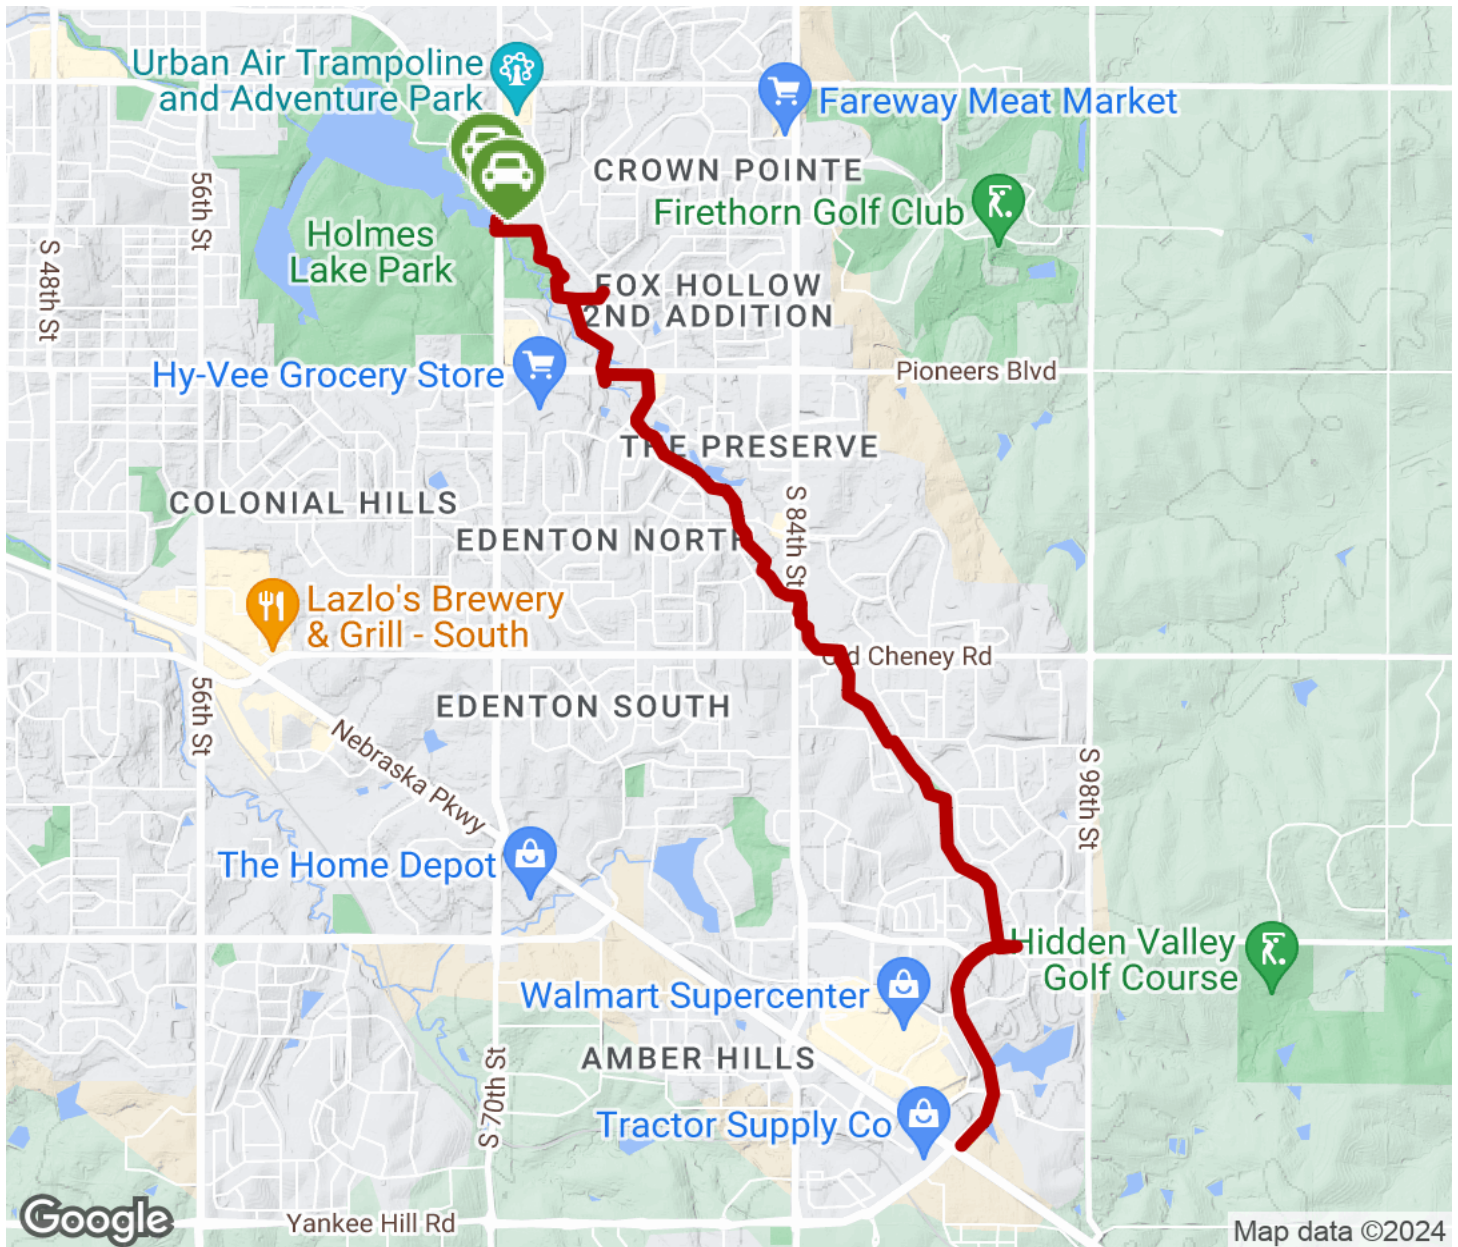 Urban Air Trampoline
and Adventure Park
Fareway Meat Market
CROWN POINTE
Firethorn Golf Club
56th St
S 48th St
Holmes
Lake Park
FOX HOLLOW
2ND ADDITION
Hy-Vee Grocery Store
Pioneers Blvd
THE PRESERVE
COLONIAL HILLS
S 84th St
EDENTON NORTH
Lazlo's Brewery
& Grill - South
Old Cheney Rd
56th St
EDENTON SOUTH
Nebraska Pkwy
S 98th St
The Home Depot
Hidden Valley
Golf Course
Walmart Supercenter
AMBER HILLS
S 70th St
Tractor Supply Co
Google
Yankee Hill Rd
Map data ©2024